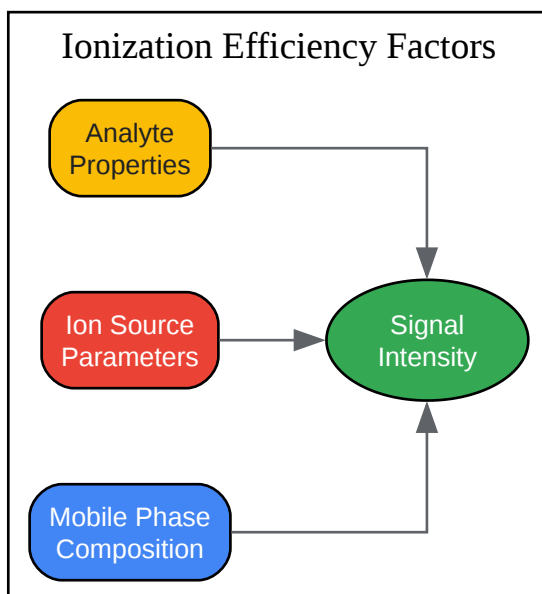 Ionization Efficiency Factors
Analyte
Properties
Ion Source
Parameters
Signal
Intensity
Mobile Phase
Composition